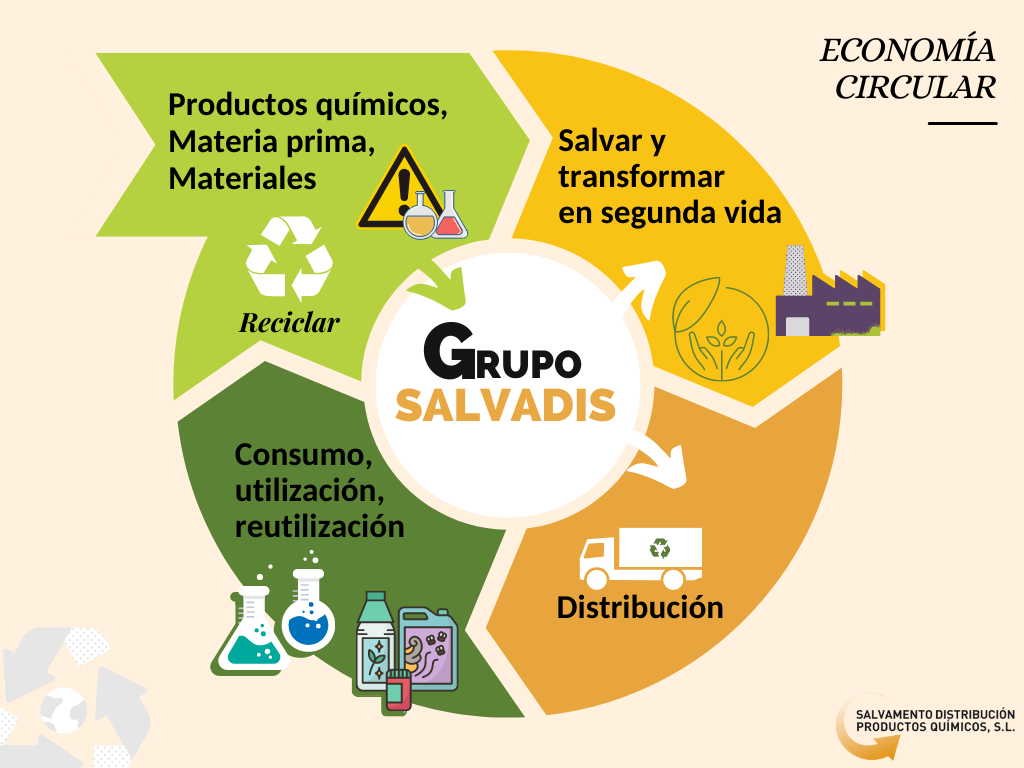 ECONOMÍA
CIRCULAR
Productos químicos,
Materia prima,
Materiales
Reciclar
Salvar y
transformar
en segunda vida
GRUPO
SALVADIS
Consumo,
utilización,
reutilización
Distribución
SALVAMENTO DISTRIBUCIÓN
PRODUCTOS QUÍMICOS, S.L.